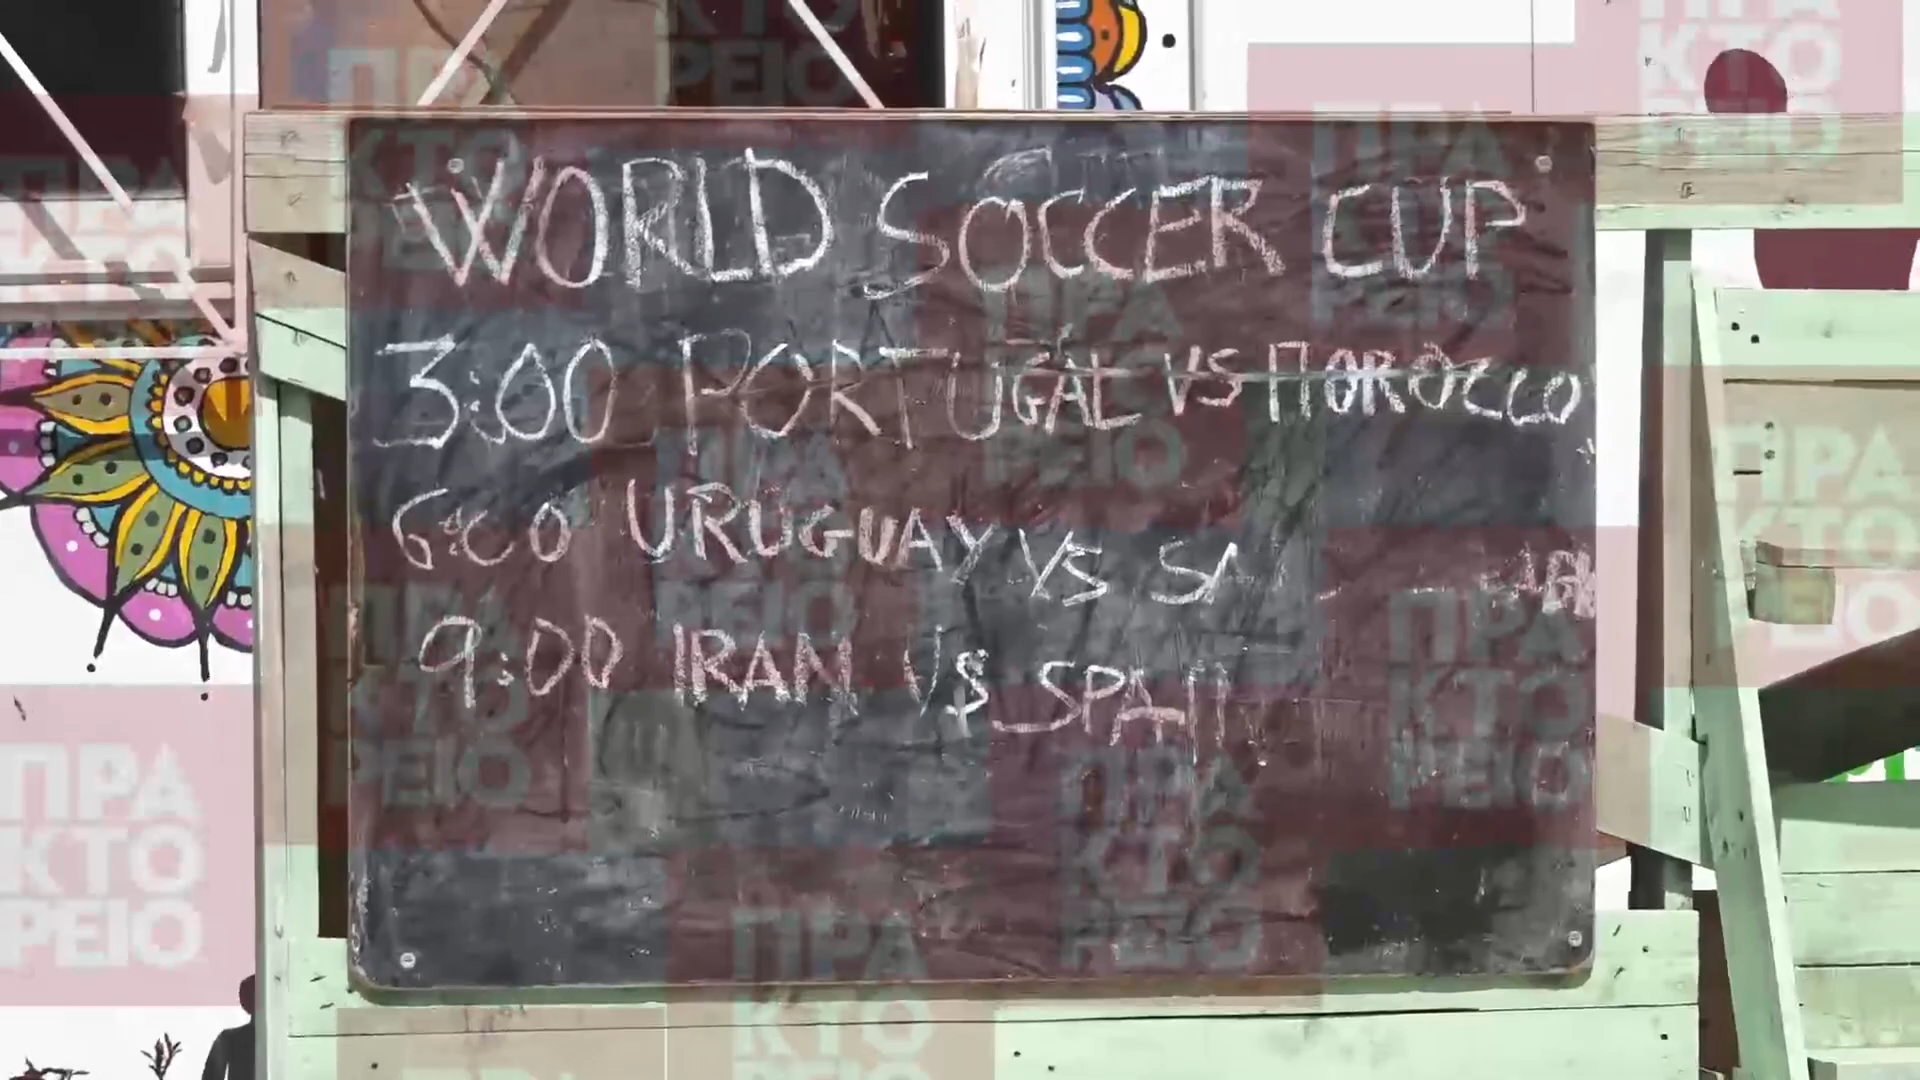 WORLD SOCCER CUP
3:00 PORTUGAL VS MOROCCO
6:00 URUGUAY VS SA
9:00 IRAN VS SPAIN
ΠΡΑ
ΚΤΟ
ΡΕΙΟ